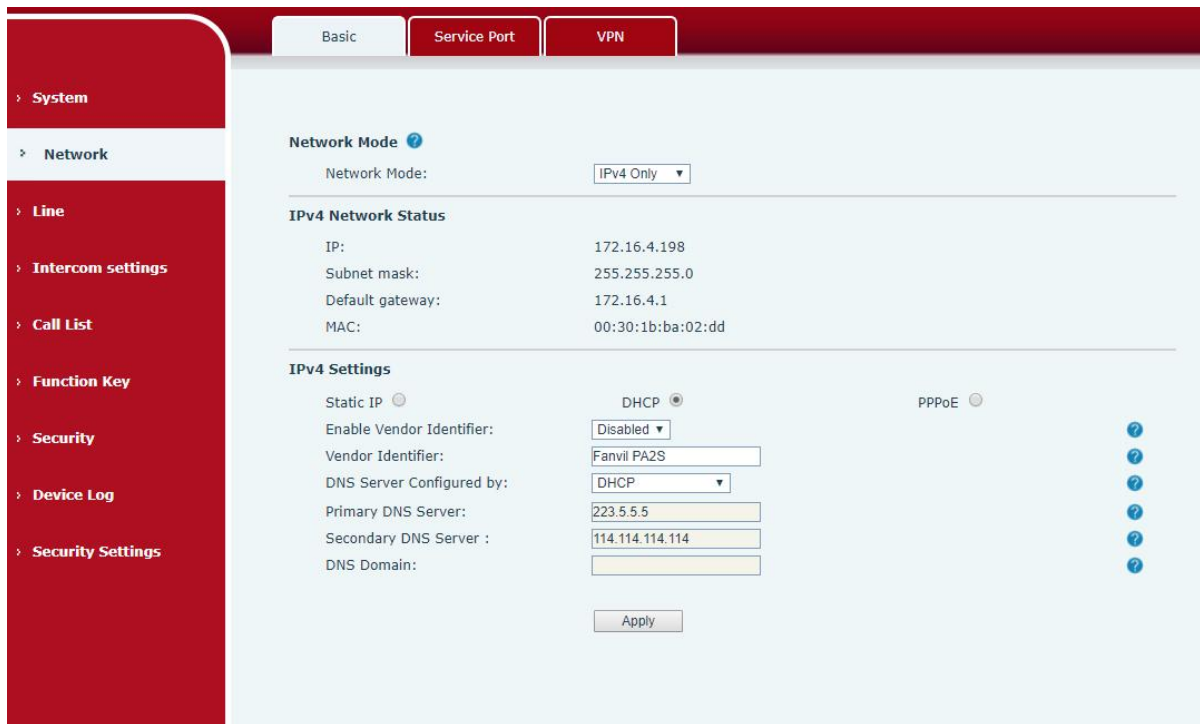 Basic Service Port VPN
System
Network
Line
Intercom settings
Call List
Function Key
Security
Device Log
Security Settings
Network Mode
Network Mode: IPv4 Only
IPv4 Network Status
IP: 172.16.4.198
Subnet mask: 255.255.255.0
Default gateway: 172.16.4.1
MAC: 00:30:1b:ba:02:dd
IPv4 Settings
Static IP DHCP PPPoE
Enable Vendor Identifier: Disabled
Vendor Identifier: Fanvil PA2S
DNS Server Configured by: DHCP
Primary DNS Server: 223.5.5.5
Secondary DNS Server : 114.114.114.114
DNS Domain:
Apply